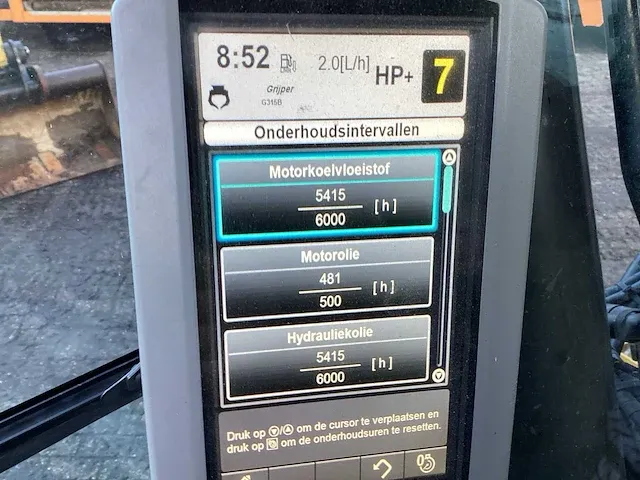 8:52 2.0[L/h] HP+ 7
Grijper
G315B
Onderhoudsintervallen
Motorkoelvloeistof
5415
[h]
6000
Motorolie
481
[h]
500
Hydrauliekolie
5415
[h]
6000
Druk op / om de cursor te verplaatsen en
druk op om de onderhoudsuren te resetten.